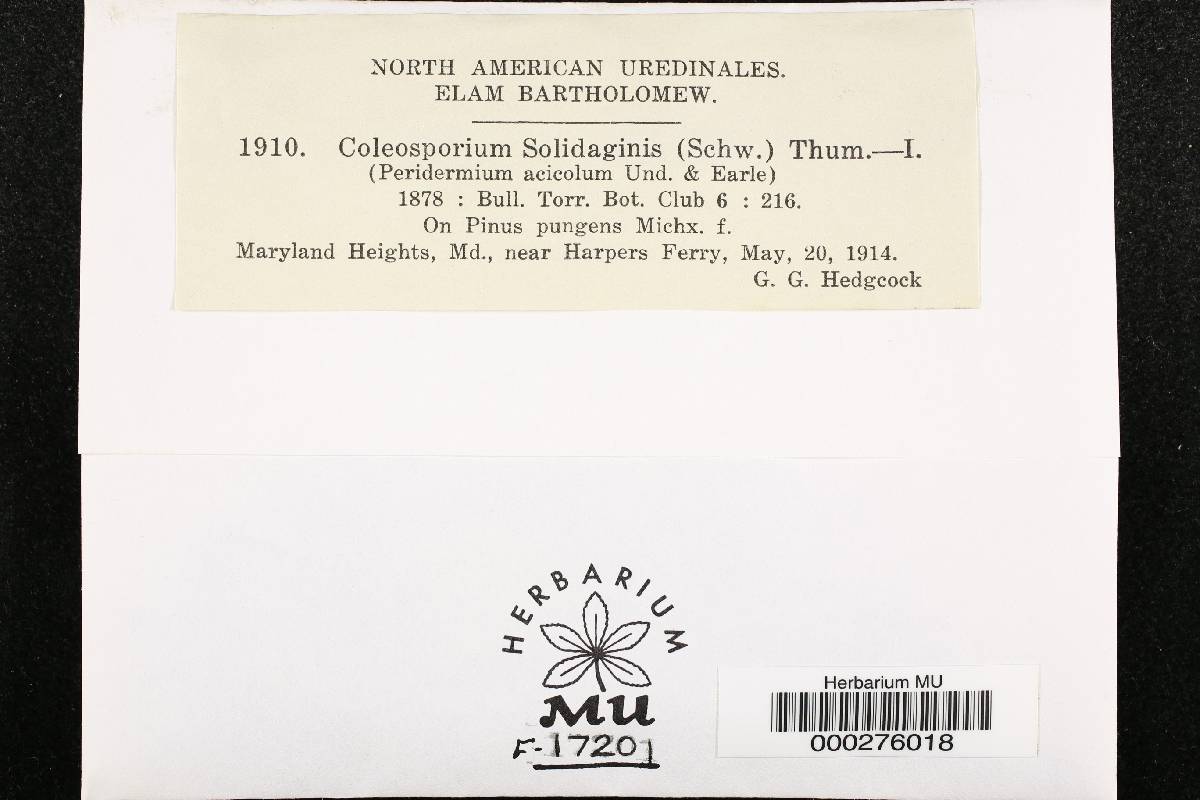 NORTH AMERICAN UREDINALES.
ELAM BARTHOLOMEW.
1910. Coleosporium Solidaginis (Schw.) Thum.—I.
(Peridermium acicolum Und. & Earle)
1878 : Bull. Torr. Bot. Club 6 : 216.
On Pinus pungens Michx. f.
Maryland Heights, Md., near Harpers Ferry, May, 20, 1914.
G. G. Hedgcock
HERBARIUM
MU
F-17201
Herbarium MU
000276018